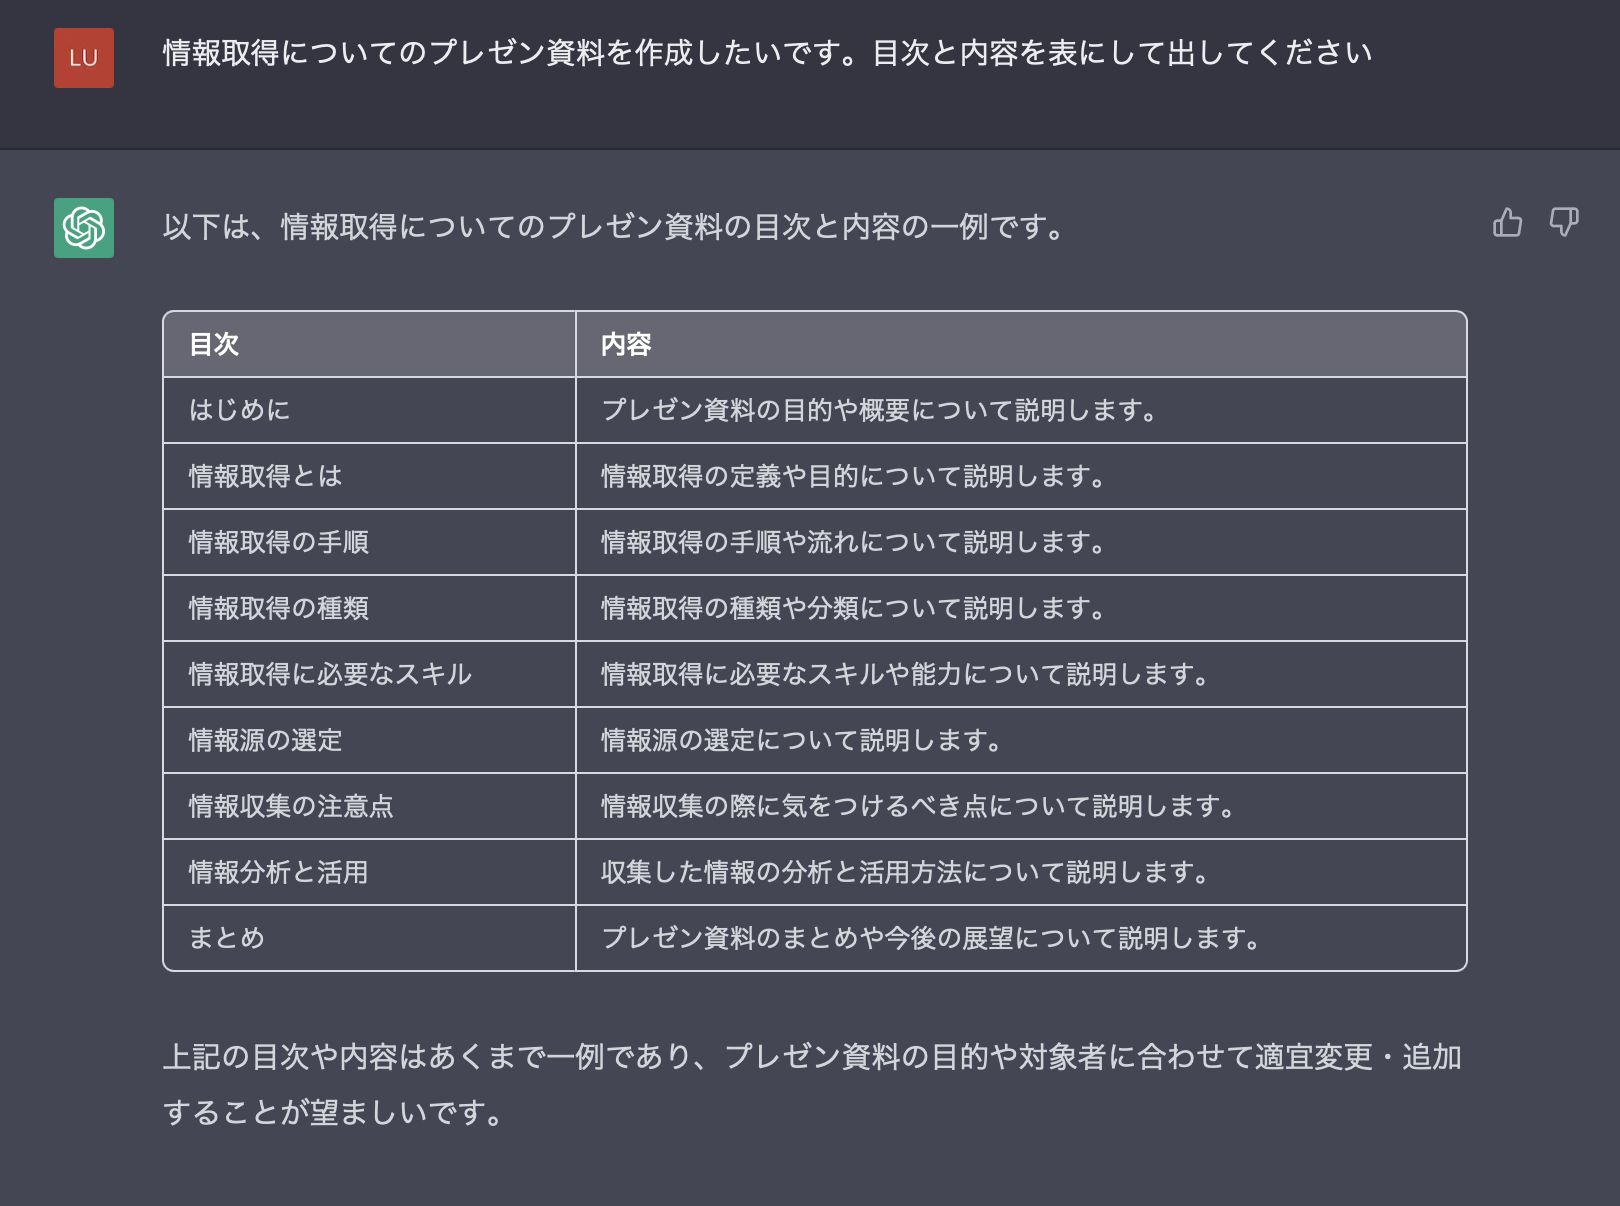 LU
情報取得についてのプレゼン資料を作成したいです。目次と内容を表にして出してください
以下は、情報取得についてのプレゼン資料の目次と内容の一例です。
目次 内容
はじめに プレゼン資料の目的や概要について説明します。
情報取得とは 情報取得の定義や目的について説明します。
情報取得の手順 情報取得の手順や流れについて説明します。
情報取得の種類 情報取得の種類や分類について説明します。
情報取得に必要なスキル 情報取得に必要なスキルや能力について説明します。
情報源の選定 情報源の選定について説明します。
情報収集の注意点 情報収集の際に気をつけるべき点について説明します。
情報分析と活用 収集した情報の分析と活用方法について説明します。
まとめ プレゼン資料のまとめや今後の展望について説明します。
上記の目次や内容はあくまで一例であり、プレゼン資料の目的や対象者に合わせて適宜変更・追加
することが望ましいです。